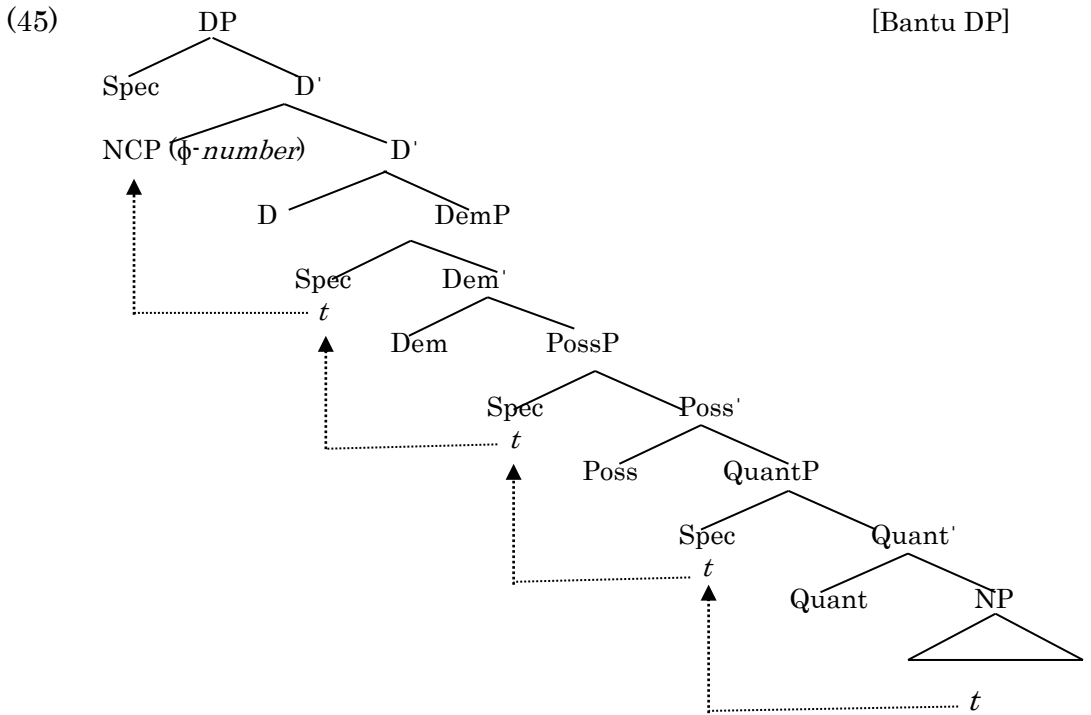 (45) DP [Bantu DP]
Spec D'
NCP (ϕ-number) D'
D DemP
Spec Dem'
t
Dem PossP
Spec Poss'
t
Poss QuantP
Spec Quant'
t
Quant NP
t